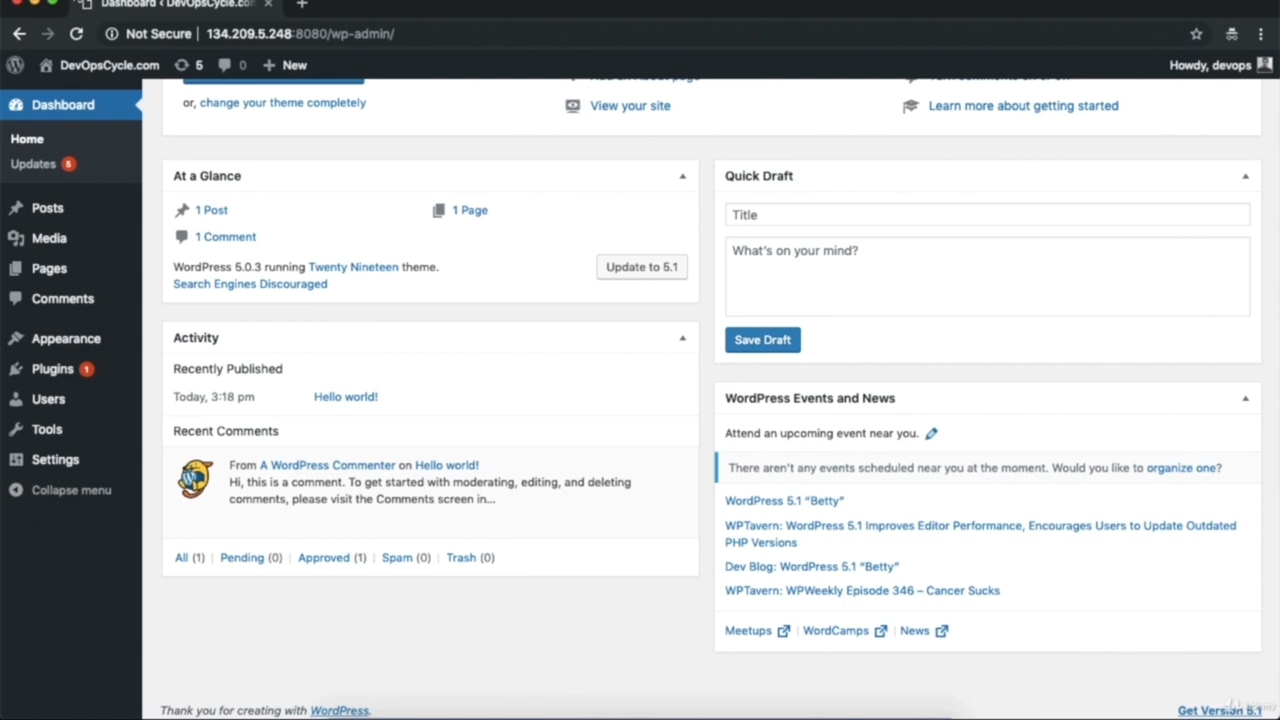 Dashboard < DevOpsCycle.com
Not Secure | 134.209.5.248:8080/wp-admin/
DevOpsCycle.com 5 0 + New
Howdy, devops
Dashboard
Home
Updates 5
Posts
Media
Pages
Comments
Appearance
Plugins 1
Users
Tools
Settings
Collapse menu
or, change your theme completely
View your site
Learn more about getting started
At a Glance
1 Post
1 Page
1 Comment
WordPress 5.0.3 running Twenty Nineteen theme.
Update to 5.1
Search Engines Discouraged
Activity
Recently Published
Today, 3:18 pm Hello world!
Recent Comments
From A WordPress Commenter on Hello world!
Hi, this is a comment. To get started with moderating, editing, and deleting
comments, please visit the Comments screen in...
All (1) | Pending (0) | Approved (1) | Spam (0) | Trash (0)
Quick Draft
Title
What's on your mind?
Save Draft
WordPress Events and News
Attend an upcoming event near you.
There aren't any events scheduled near you at the moment. Would you like to organize one?
WordPress 5.1 “Betty”
WPTavern: WordPress 5.1 Improves Editor Performance, Encourages Users to Update Outdated
PHP Versions
Dev Blog: WordPress 5.1 “Betty”
WPTavern: WPWeekly Episode 346 – Cancer Sucks
Meetups | WordCamps | News
Thank you for creating with WordPress.
Get Version 5.1